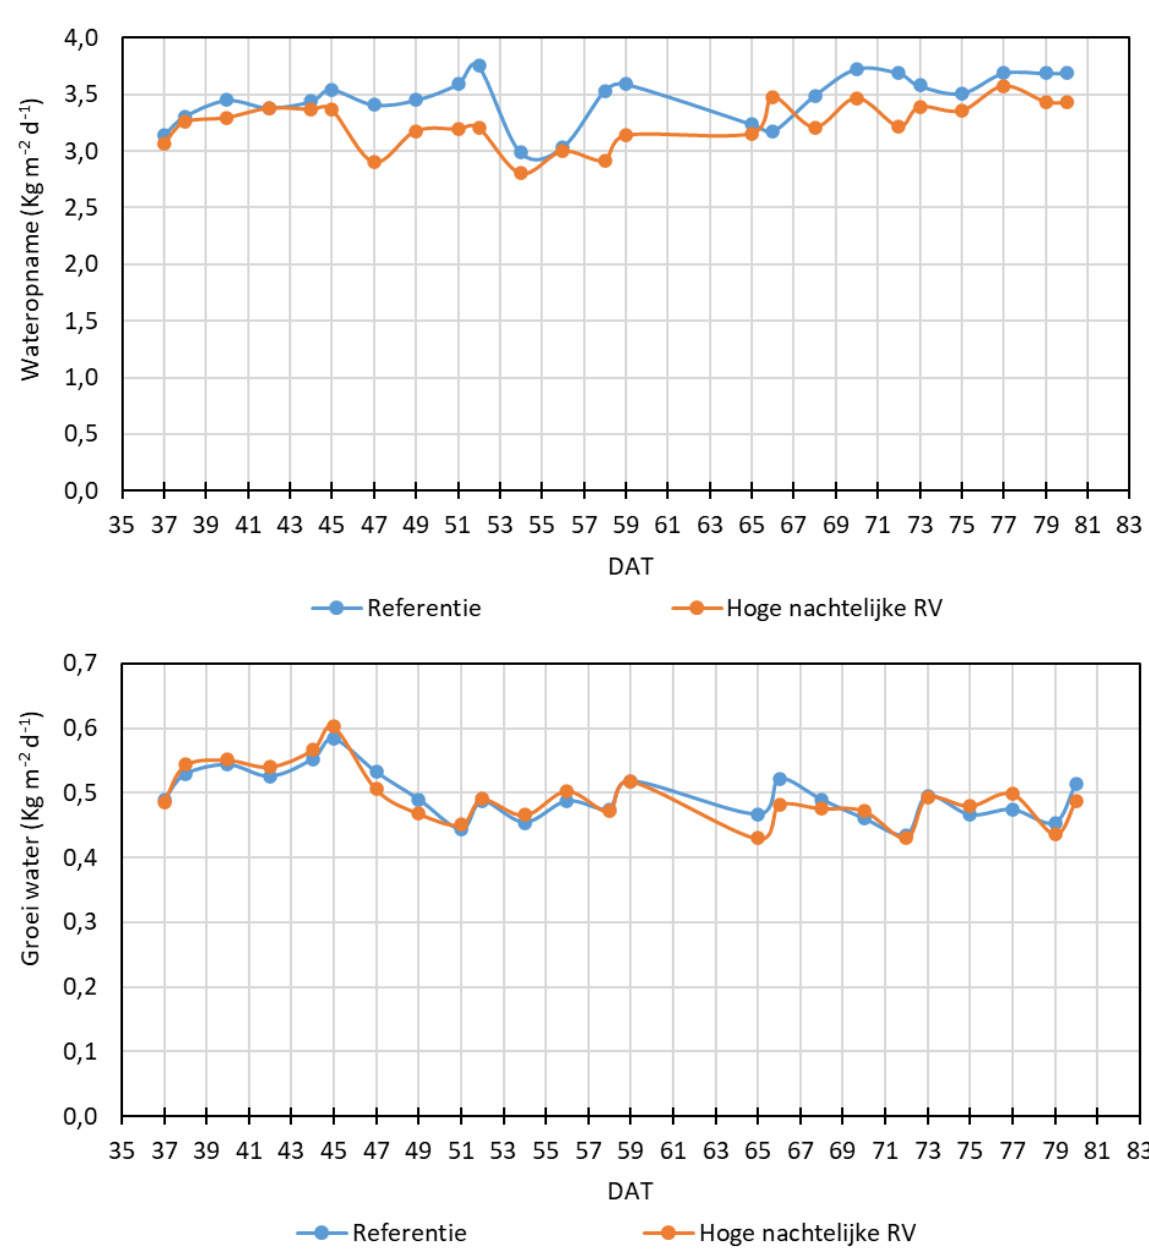 4,0
3,5
3,0
2,5
2,0
1,5
1,0
0,5
0,0
Wateropname (Kg m⁻² d⁻¹)
35 37 39 41 43 45 47 49 51 53 55 57 59 61 63 65 67 69 71 73 75 77 79 81 83
DAT
Referentie Hoge nachtelijke RV
0,7
0,6
0,5
0,4
0,3
0,2
0,1
0,0
Groei water (Kg m⁻² d⁻¹)
35 37 39 41 43 45 47 49 51 53 55 57 59 61 63 65 67 69 71 73 75 77 79 81 83
DAT
Referentie Hoge nachtelijke RV